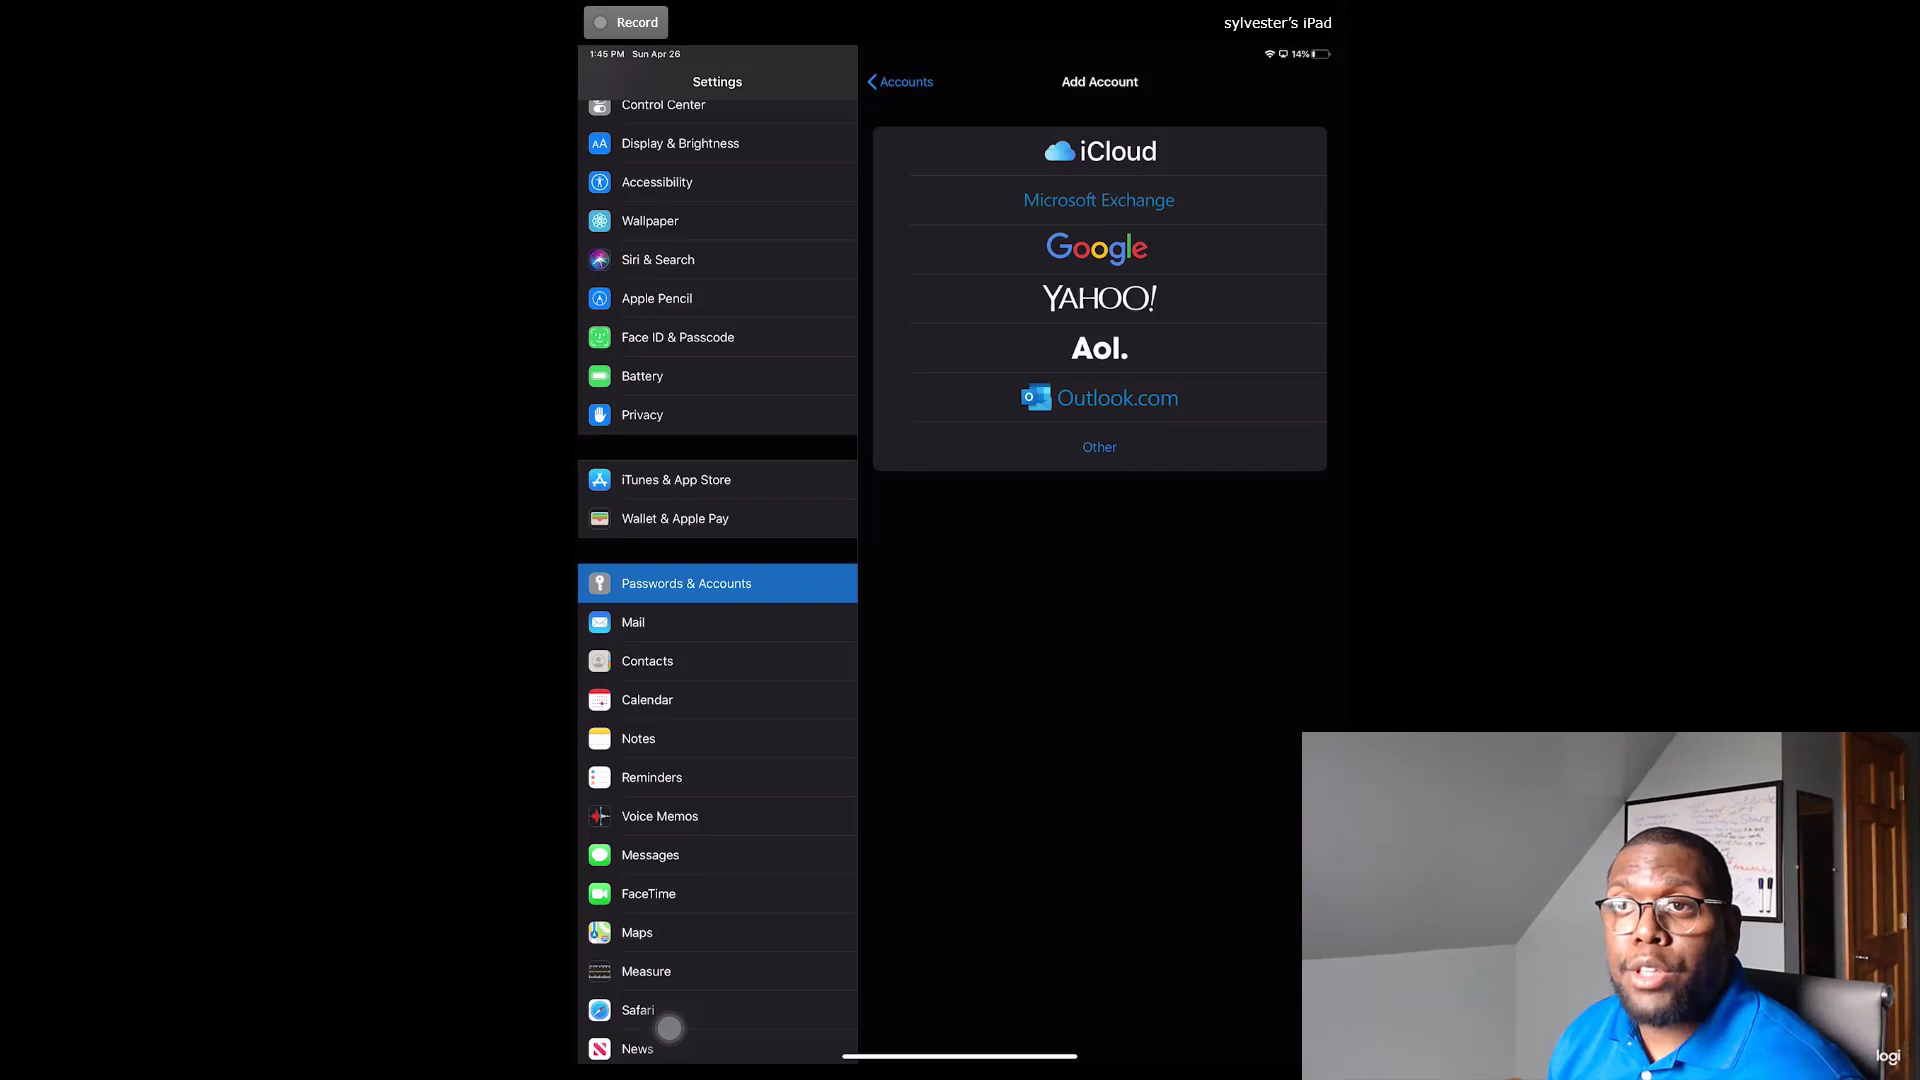 Record
sylvester's iPad
1:45 PM Sun Apr 26
14%
Settings
Control Center
Display & Brightness
Accessibility
Wallpaper
Siri & Search
Apple Pencil
Face ID & Passcode
Battery
Privacy
iTunes & App Store
Wallet & Apple Pay
Passwords & Accounts
Mail
Contacts
Calendar
Notes
Reminders
Voice Memos
Messages
FaceTime
Maps
Measure
Safari
News
Accounts
Add Account
iCloud
Microsoft Exchange
Google
YAHOO!
Aol.
Outlook.com
Other
logi